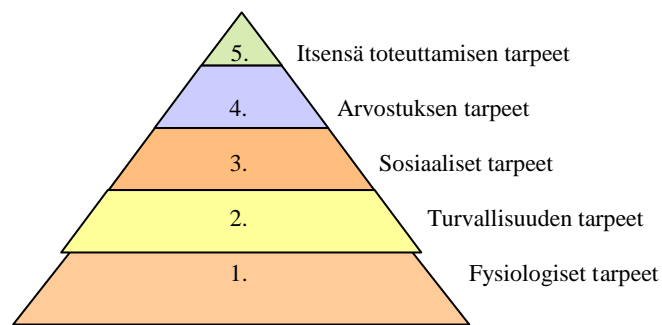 5. Itsensä toteuttamisen tarpeet
4. Arvostuksen tarpeet
3. Sosiaaliset tarpeet
2. Turvallisuuden tarpeet
1. Fysiologiset tarpeet